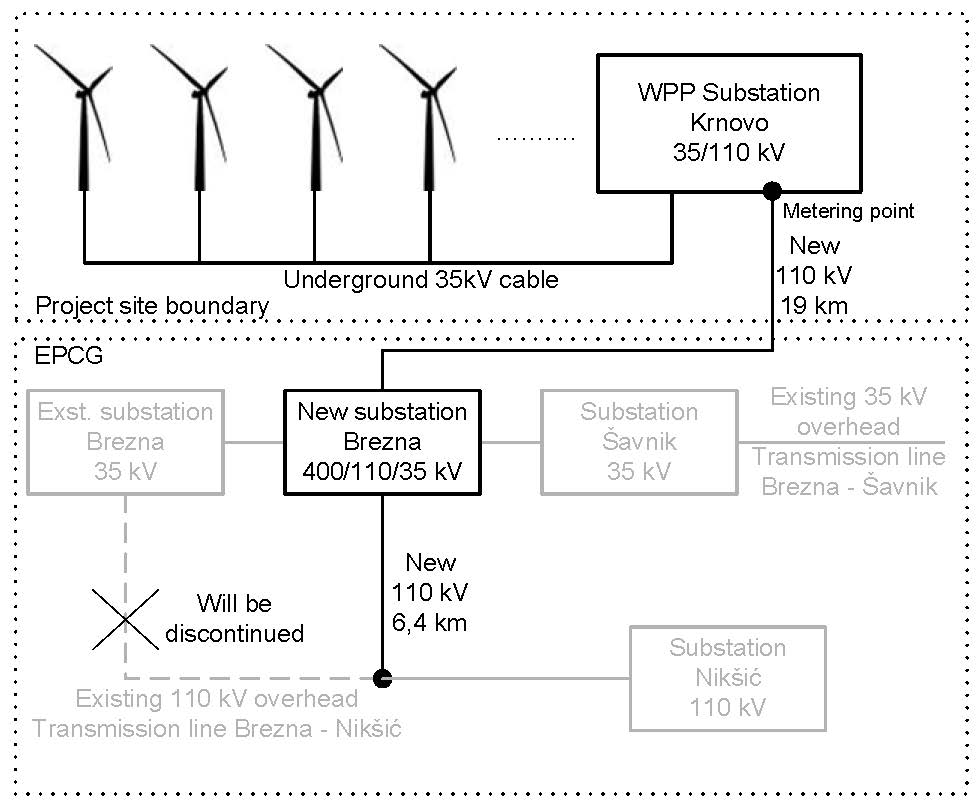 WPP Substation
Krnovo
35/110 kV
Metering point
New
110 kV
19 km
Underground 35kV cable
Project site boundary
EPCG
Exst. substation
Brezna
35 kV
New substation
Brezna
400/110/35 kV
Substation
Šavnik
35 kV
Existing 35 kV
overhead
Transmission line
Brezna - Šavnik
New
110 kV
6,4 km
Will be
discontinued
Existing 110 kV overhead
Transmission line Brezna - Nikšić
Substation
Nikšić
110 kV